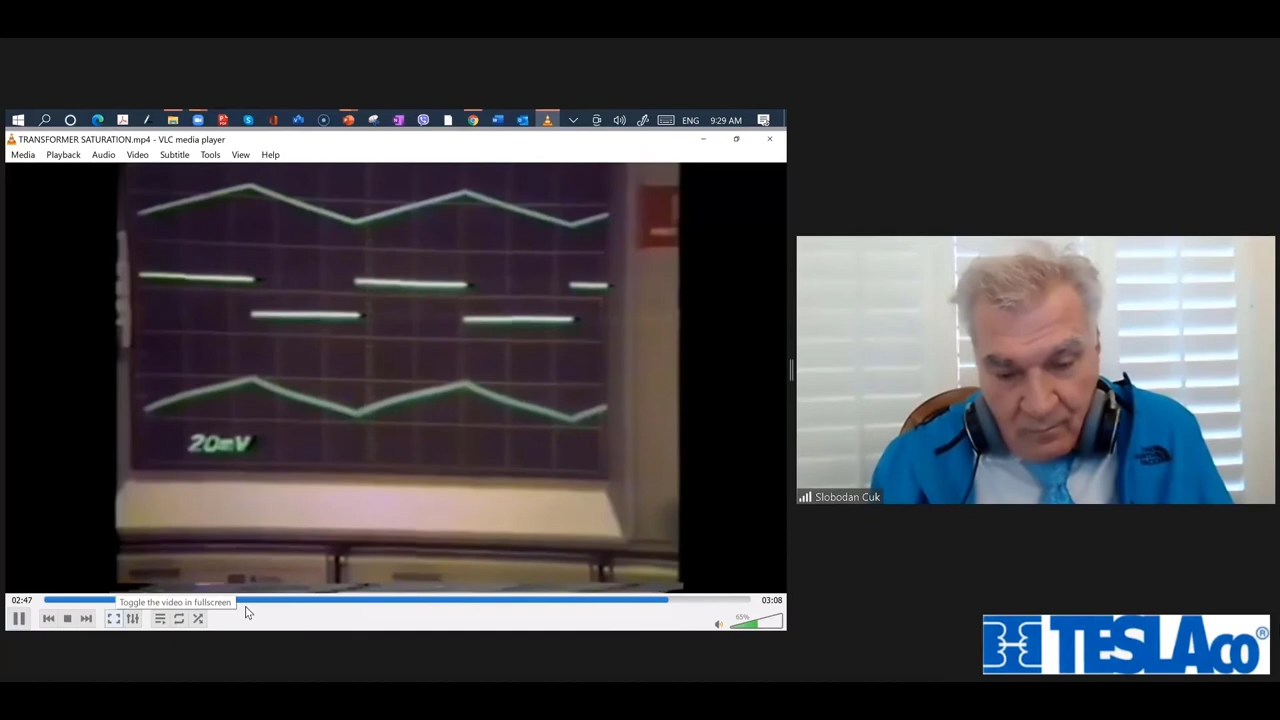 ENG 9:29 AM
TRANSFORMER SATURATION.mp4 - VLC media player
Media Playback Audio Video Subtitle Tools View Help
20mV
02:47
Toggle the video in fullscreen
03:08
65%
Slobodan Cuk
TESLAco®